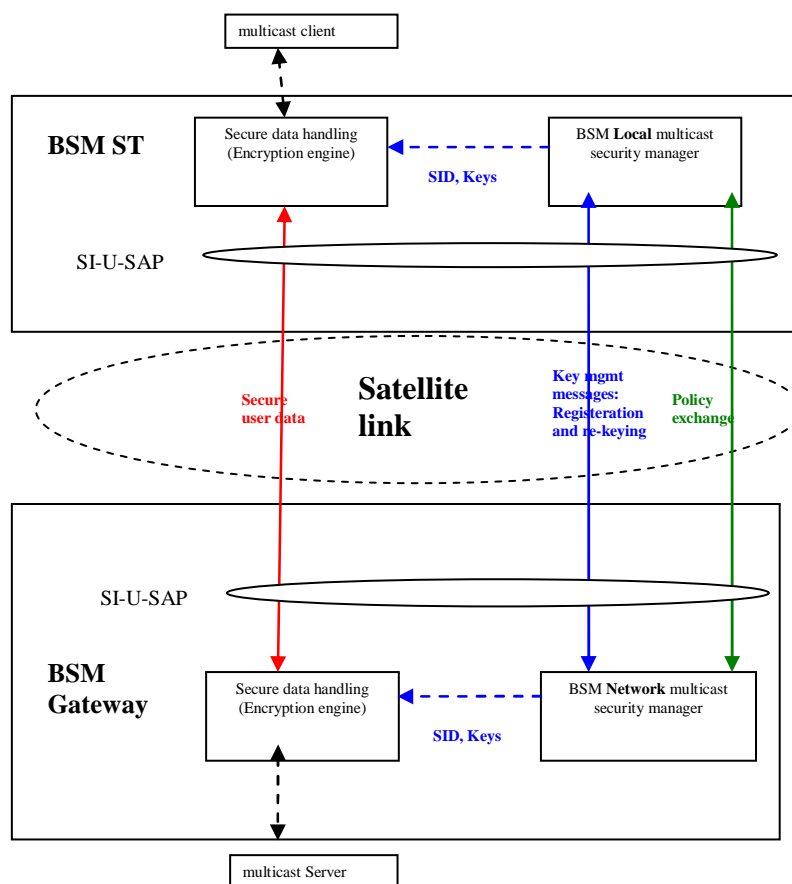 multicast client
BSM ST
Secure data handling
(Encryption engine)
BSM Local multicast
security manager
SID, Keys
SI-U-SAP
Satellite
link
Secure
user data
Key mgmt
messages:
Registeration
and re-keying
Policy
exchange
SI-U-SAP
BSM
Gateway
Secure data handling
(Encryption engine)
BSM Network multicast
security manager
SID, Keys
multicast Server